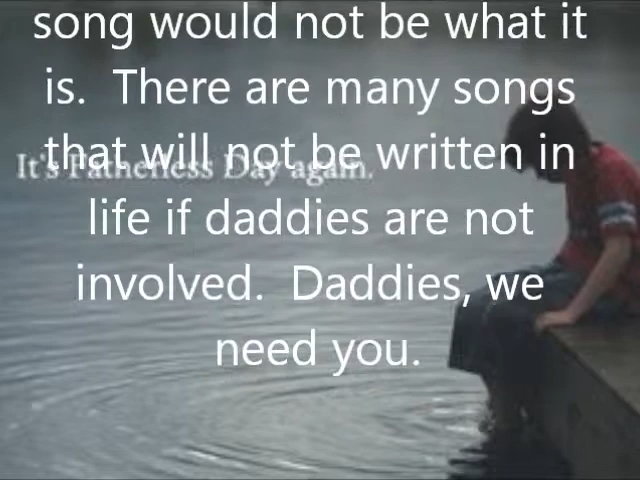 song would not be what it
is.  There are many songs
that will not be written in
It's Fatherless Day again.
life if daddies are not
involved.  Daddies, we
need you.